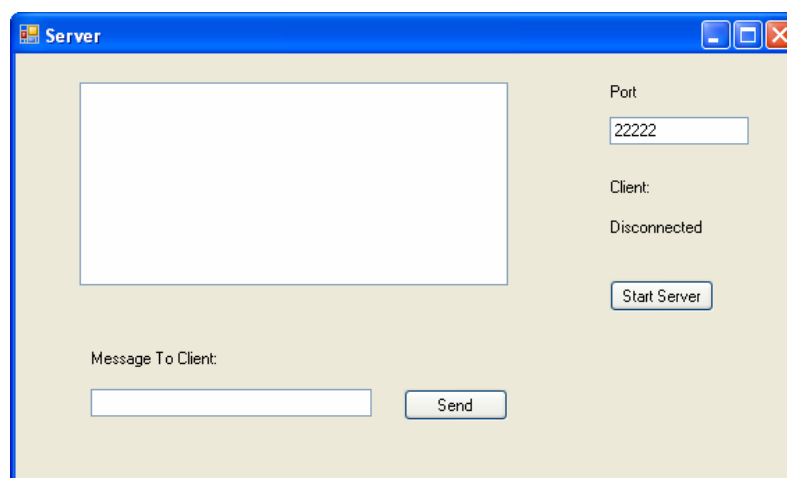 Server
Port
22222
Client:
Disconnected
Start Server
Message To Client:
Send